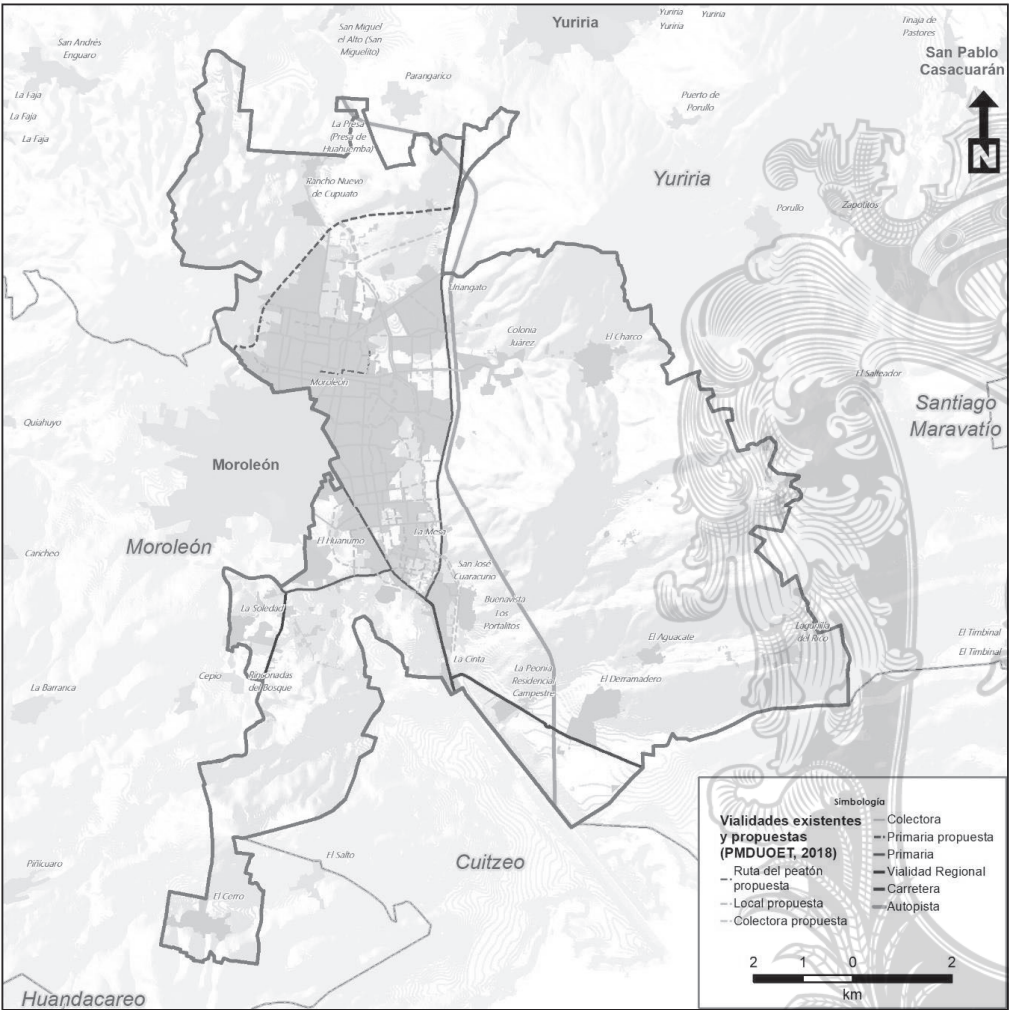 Yuriria
Yuriria
Yuriria
Yuriria
Tinaja de
Pastores
San Miguel
el Alto (San
Miguelito)
San Andrés
Enguaro
San Pablo
Casacuarán
Parangarico
La Faja
La Faja
La Faja
Puerto de
Porullo
La Presa
(Presa de
Huahuemba)
N
Rancho Nuevo
de Cupuato
Yuriria
Porullo
Zapotitos
Uriangato
Colonia
Juárez
El Charco
El Salteador
Moroleón
Santiago
Maravatío
Quiahuyo
Moroleón
Moroleón
El Huanumo
La Mesa
Cancheo
San José
Cuaracurio
Buenavista
Los
Portalitos
La Soledad
El Aguacate
Lagunilla
del Rico
El Timbinal
El Timbinal
La Cinta
Cepio
Rinconadas
del Bosque
La Peonia
Residencia
Campestre
El Derramadero
La Barranca
Piñicuaro
El Salto
Cuitzeo
El Cerro
Huandacareo
Simbología
Vialidades existentes
y propuestas
(PMDUOET, 2018)
Ruta del peatón
propuesta
Local propuesta
Colectora propuesta
Colectora
Primaria propuesta
Primaria
Vialidad Regional
Carretera
Autopista
2 1 0 2
km